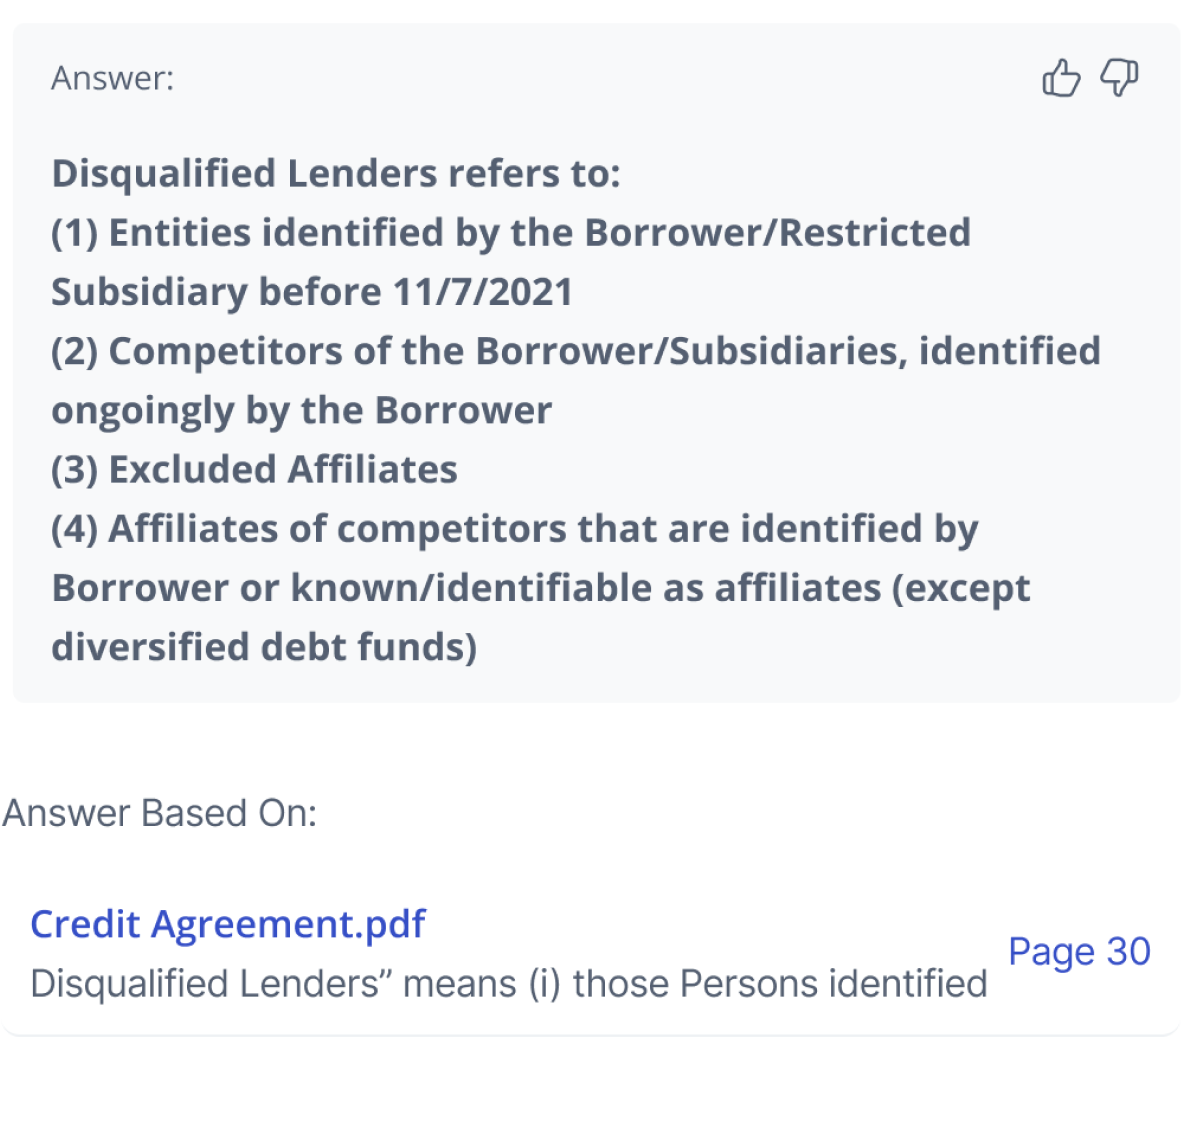 Answer:
Disqualified Lenders refers to:
(1) Entities identified by the Borrower/Restricted
Subsidiary before 11/7/2021
(2) Competitors of the Borrower/Subsidiaries, identified
ongoingly by the Borrower
(3) Excluded Affiliates
(4) Affiliates of competitors that are identified by
Borrower or known/identifiable as affiliates (except
diversified debt funds)
Answer Based On:
Credit Agreement.pdf
Page 30
Disqualified Lenders” means (i) those Persons identified